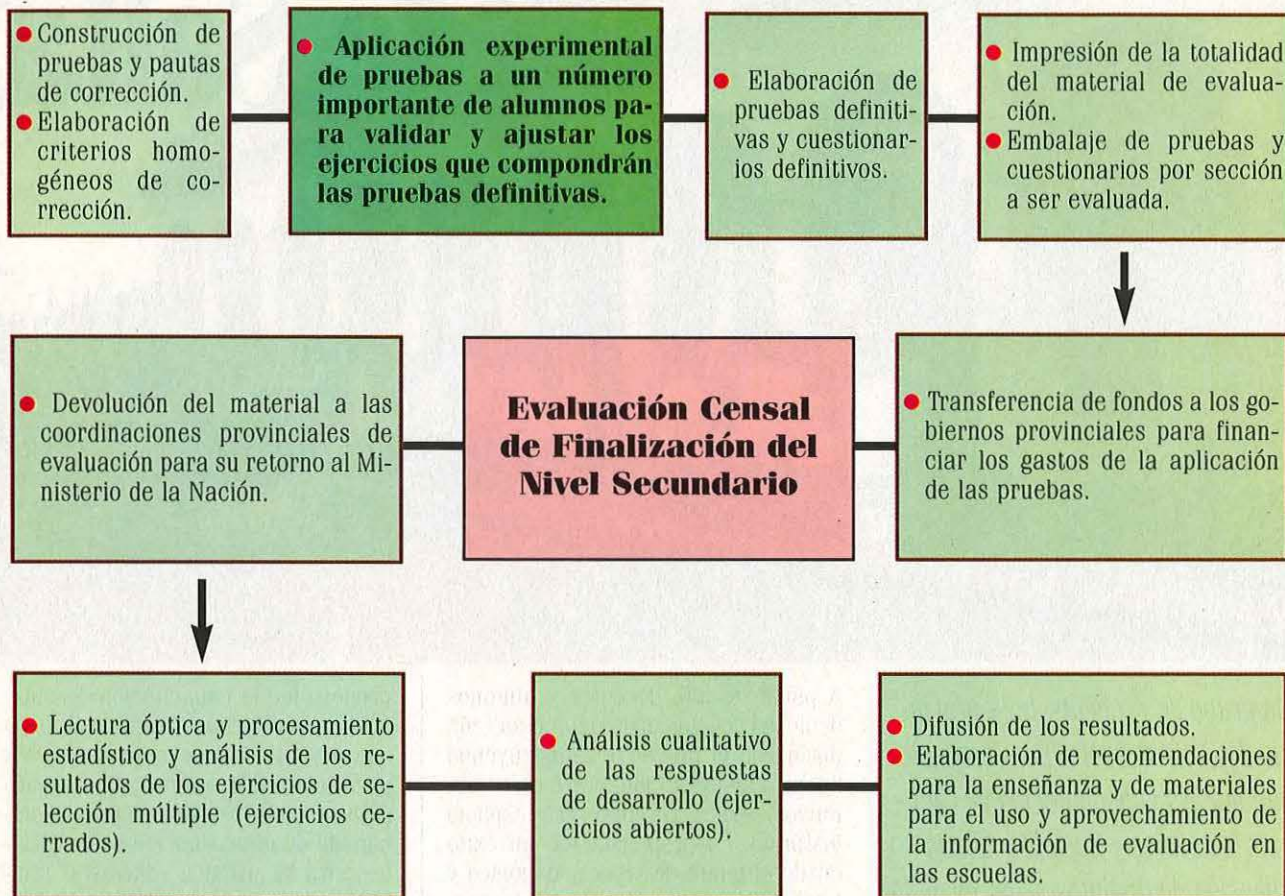 ● Construcción de
pruebas y pautas
de corrección.
● Elaboración de
criterios homo-
géneos de co-
rrección.
● Aplicación experimental
de pruebas a un número
importante de alumnos pa-
ra validar y ajustar los
ejercicios que compondrán
las pruebas definitivas.
● Elaboración de
pruebas definiti-
vas y cuestionar-
ios definitivos.
● Impresión de la totalidad
del material de evalua-
ción.
● Embalaje de pruebas y
cuestionarios por sección
a ser evaluada.
● Devolución del material a las
coordinaciones provinciales de
evaluación para su retorno al Mi-
nisterio de la Nación.
Evaluación Censal
de Finalización del
Nivel Secundario
● Transferencia de fondos a los go-
biernos provinciales para finan-
ciar los gastos de la aplicación
de las pruebas.
● Lectura óptica y procesamiento
estadístico y análisis de los re-
sultados de los ejercicios de se-
lección múltiple (ejercicios ce-
rrados).
● Análisis cualitativo
de las respuestas
de desarrollo (ejer-
cicios abiertos).
● Difusión de los resultados.
● Elaboración de recomendaciones
para la enseñanza y de materiales
para el uso y aprovechamiento de
la información de evaluación en
las escuelas.